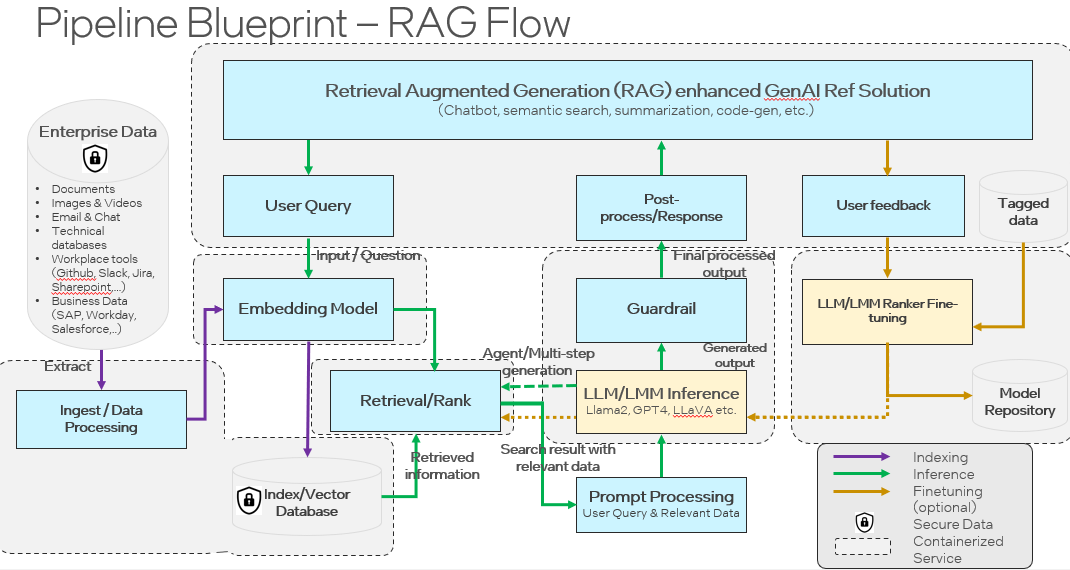 Pipeline Blueprint – RAG Flow
Retrieval Augmented Generation (RAG) enhanced GenAI Ref Solution
(Chatbot, semantic search, summarization, code-gen, etc.)
Enterprise Data
• Documents
• Images & Videos
• Email & Chat
• Technical
databases
• Workplace tools
(Github, Slack, Jira,
Sharepoint,...)
• Business Data
(SAP, Workday,
Salesforce,..)
User Query
Post-
process/Response
User feedback
Tagged
data
Input / Question
Final processed
output
Embedding Model
Guardrail
LLM/LMM Ranker Fine-
tuning
Extract
Agent/Multi-step
generation
Generated
output
Ingest / Data
Processing
Retrieval/Rank
LLM/LMM Inference
Llama2, GPT4, LLaVA etc.
Model
Repository
Retrieved
information
Search result with
relevant data
Index/Vector
Database
Prompt Processing
User Query & Relevant Data
Indexing
Inference
Finetuning
(optional)
Secure Data
Containerized
Service